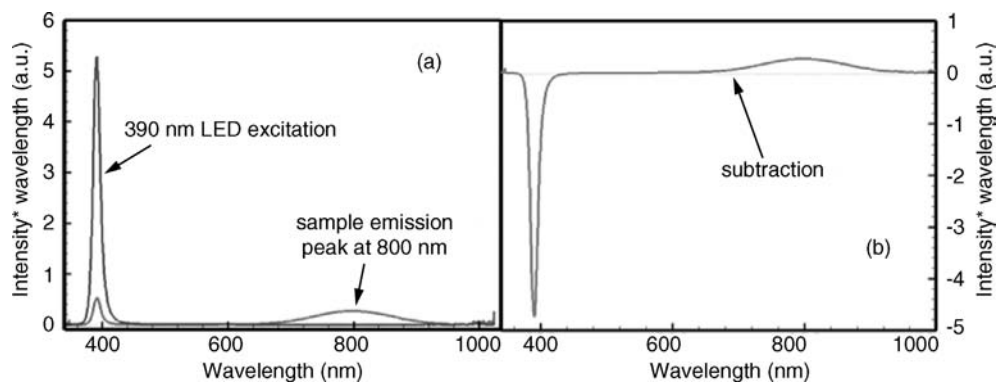 6
5
4
3
2
1
0
Intensity* wavelength (a.u.)
(a)
390 nm LED excitation
sample emission
peak at 800 nm
400
600
800
1000
Wavelength (nm)
1
0
-1
-2
-3
-4
-5
Intensity* wavelength (a.u.)
subtraction
(b)
400
600
800
1000
Wavelength (nm)